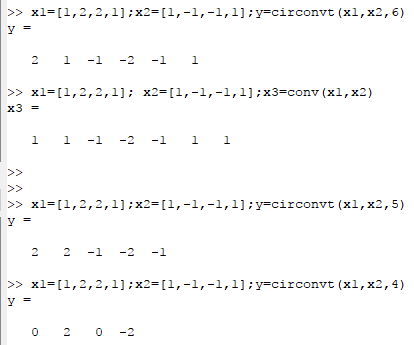 >> x1=[1,2,2,1];x2=[1,-1,-1,1];y=circonvt(x1,x2,6)
y =
2 1 -1 -2 -1 1
>> x1=[1,2,2,1]; x2=[1,-1,-1,1];x3=conv(x1,x2)
x3 =
1 1 -1 -2 -1 1 1
>>
>>
>> x1=[1,2,2,1];x2=[1,-1,-1,1];y=circonvt(x1,x2,5)
y =
2 2 -1 -2 -1
>> x1=[1,2,2,1];x2=[1,-1,-1,1];y=circonvt(x1,x2,4)
y =
0 2 0 -2